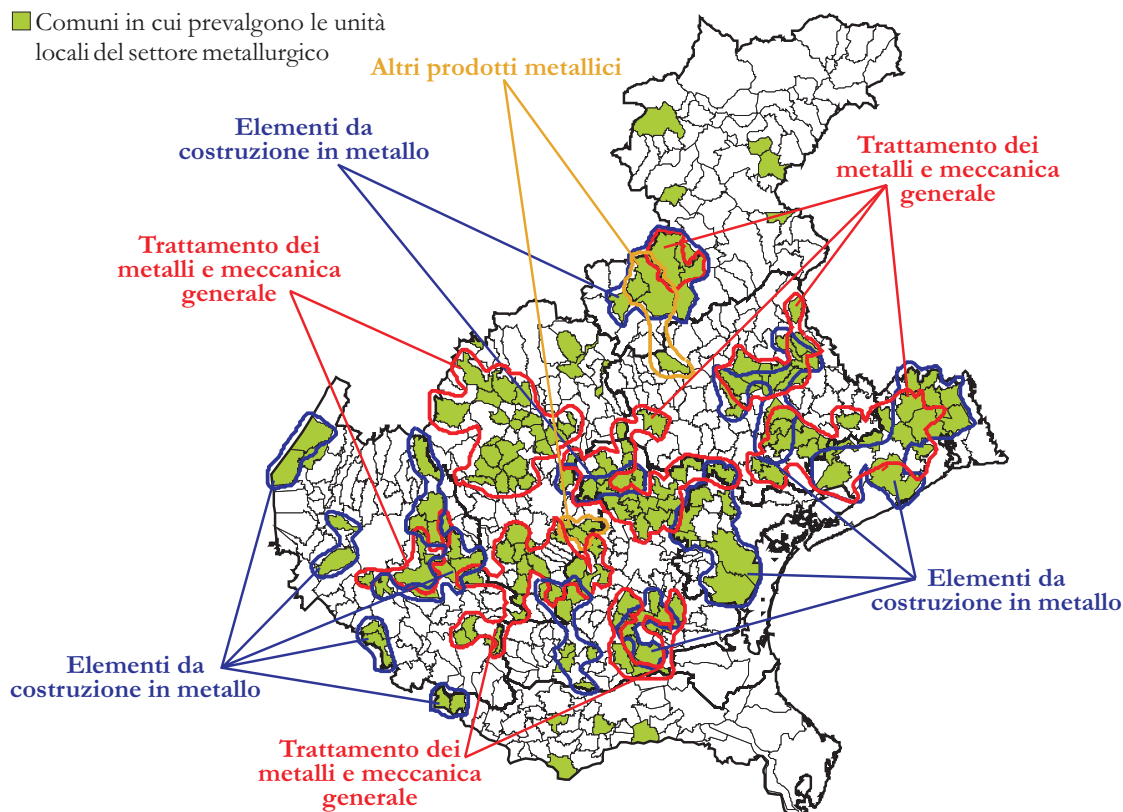 Comuni in cui prevalgono le unità
locali del settore metallurgico
Altri prodotti metallici
Elementi da
costruzione in metallo
Trattamento dei
metalli e meccanica
generale
Trattamento dei
metalli e meccanica
generale
Elementi da
costruzione in metallo
Elementi da
costruzione in metallo
Trattamento dei
metalli e meccanica
generale